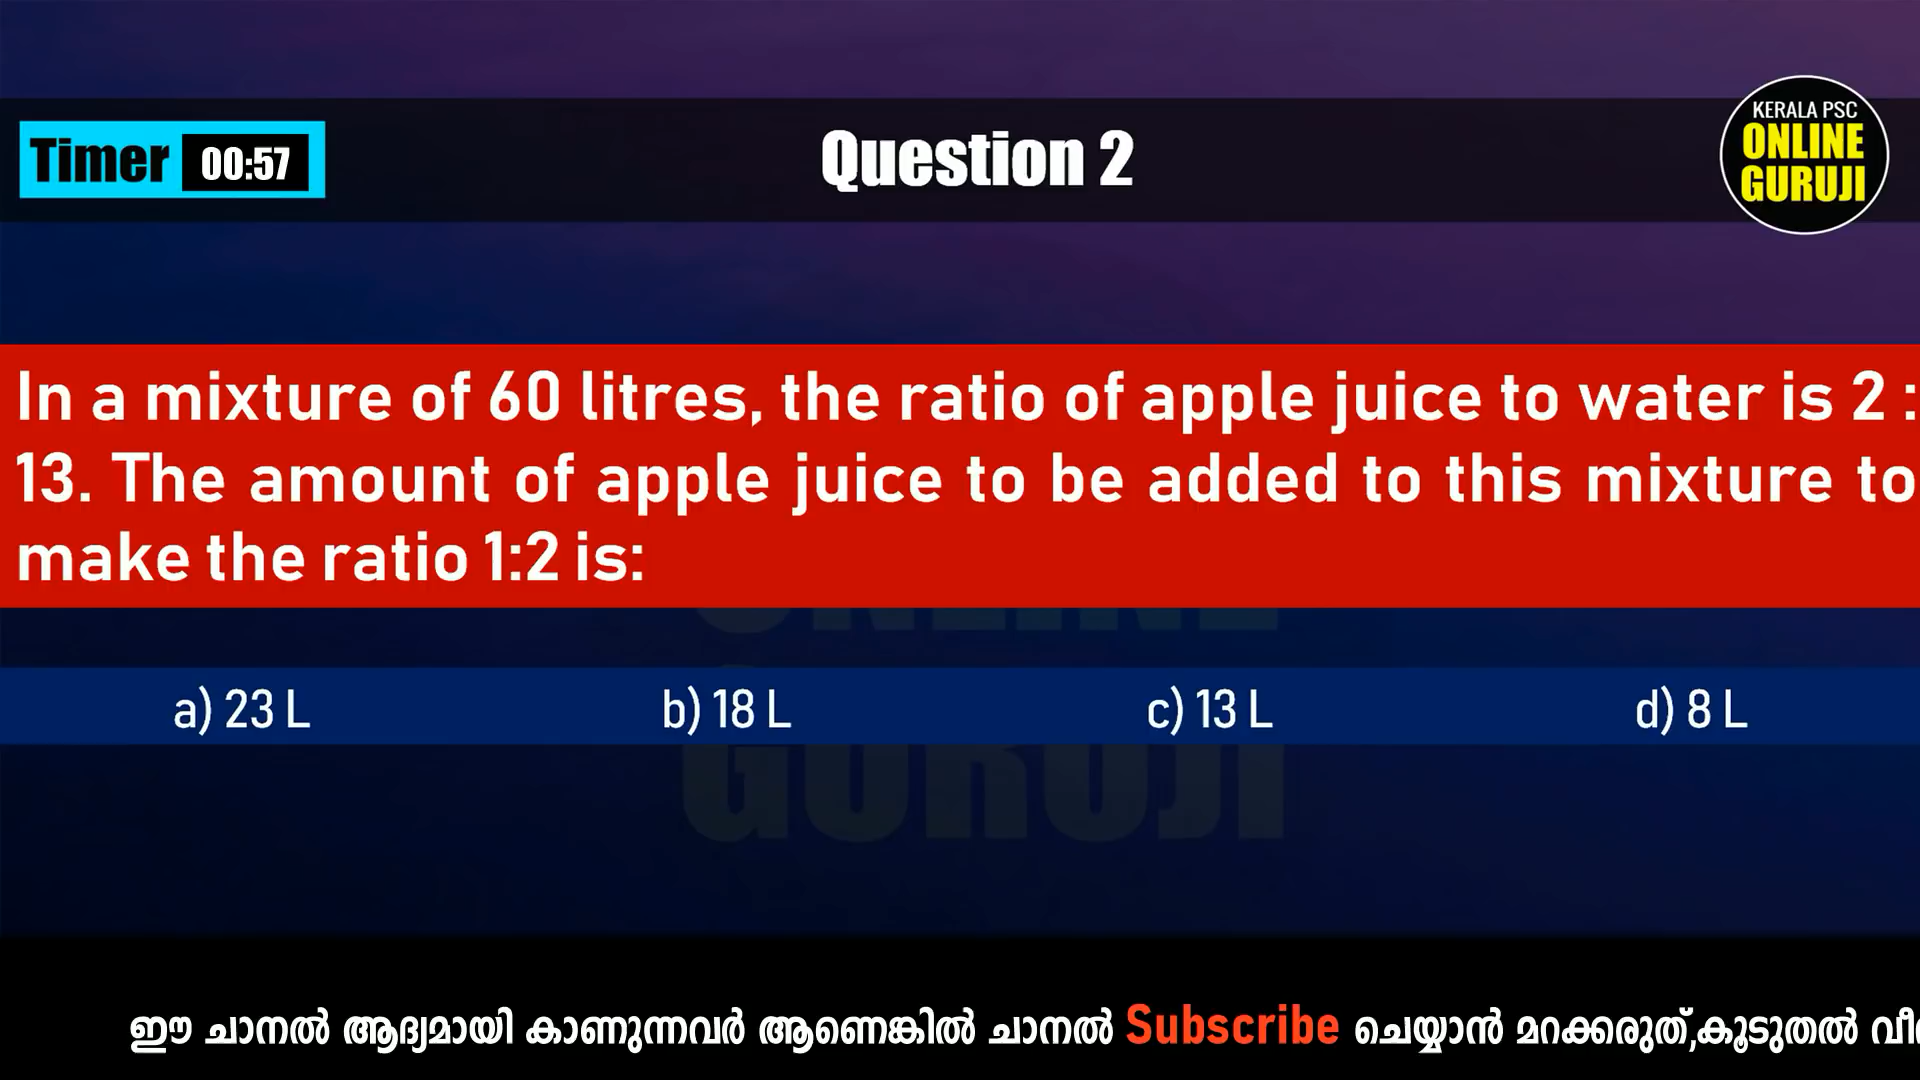 Timer 00:57
Question 2
KERALA PSC
ONLINE
GURUJI
In a mixture of 60 litres, the ratio of apple juice to water is 2 :
13. The amount of apple juice to be added to this mixture to
make the ratio 1:2 is:
ONLINE
a) 23 L b) 18 L c) 13 L d) 8 L
GURUJI
ഈ ചാനൽ ആദ്യമായി കാണുന്നവർ ആണെങ്കിൽ ചാനൽ Subscribe ചെയ്യാൻ മറക്കരുത്,കൂടുതൽ